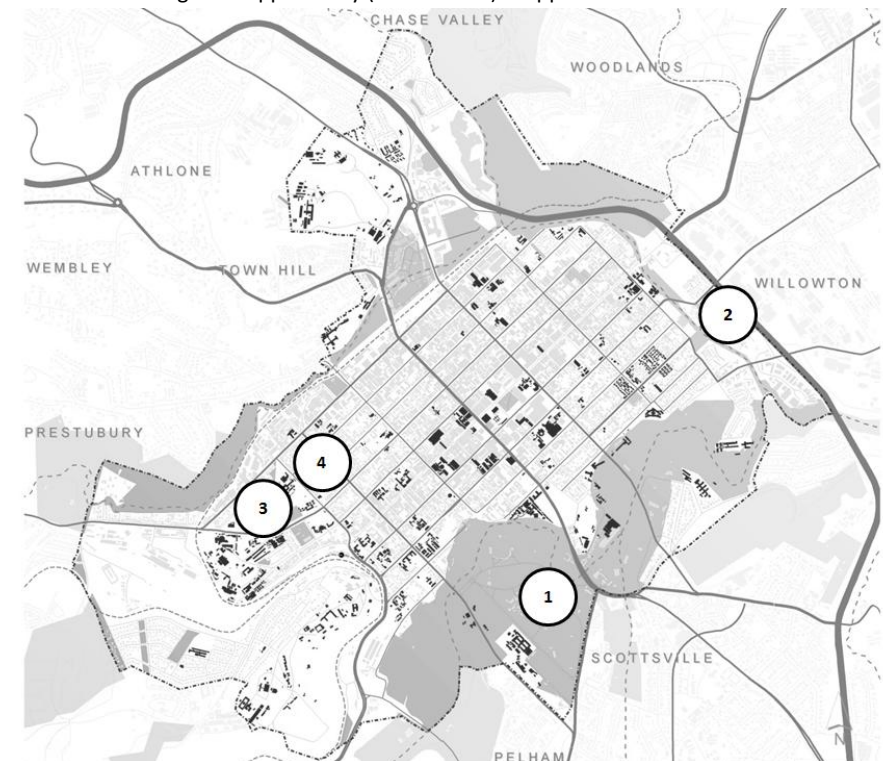 CHASE VALLEY
WOODLANDS
ATHLONE
WEMBLEY
TOWN HILL
WILLOWTON
2
PRESTUBURY
4
3
1
SCOTTSVILLE
N
PELHAM